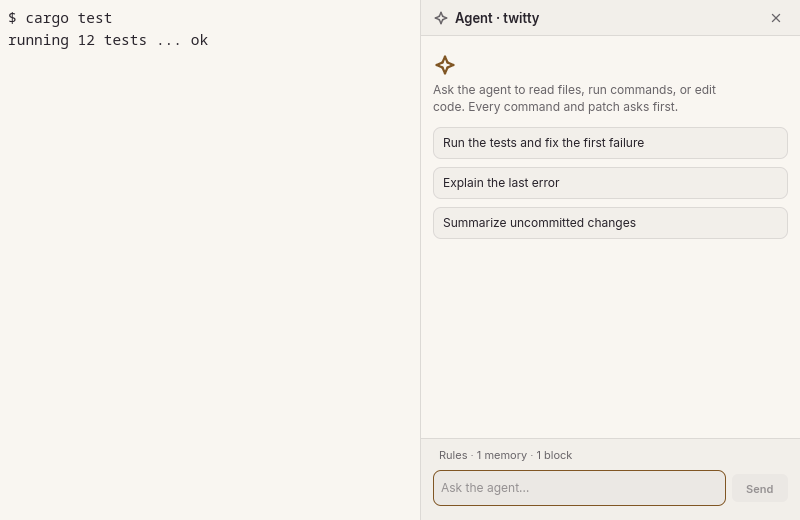 $ cargo test
running 12 tests ... ok
Agent · twitty
Ask the agent to read files, run commands, or edit
code. Every command and patch asks first.
Run the tests and fix the first failure
Explain the last error
Summarize uncommitted changes
Rules · 1 memory · 1 block
Ask the agent...
Send